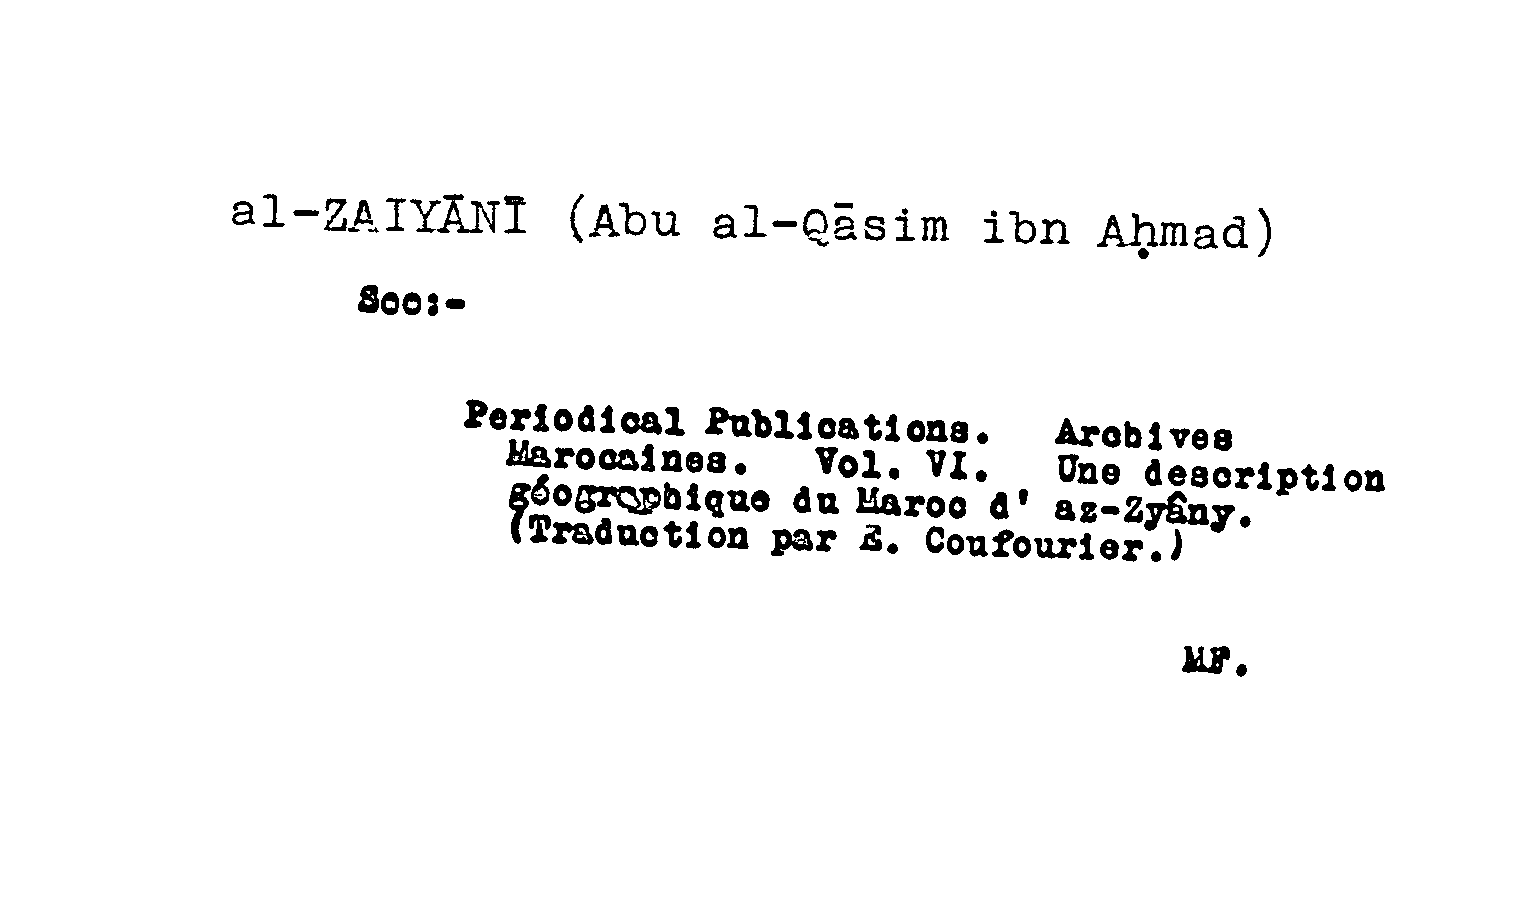 al-ZAIYĀNĪ (Abu al-Qāsim ibn Aḥmad)
See:-
Periodical Publications. Archives
Marocaines. Vol. VI. Une description
géographique du Maroc d' az-Zyâny.
(Traduction par E. Coufourier.)
MF.